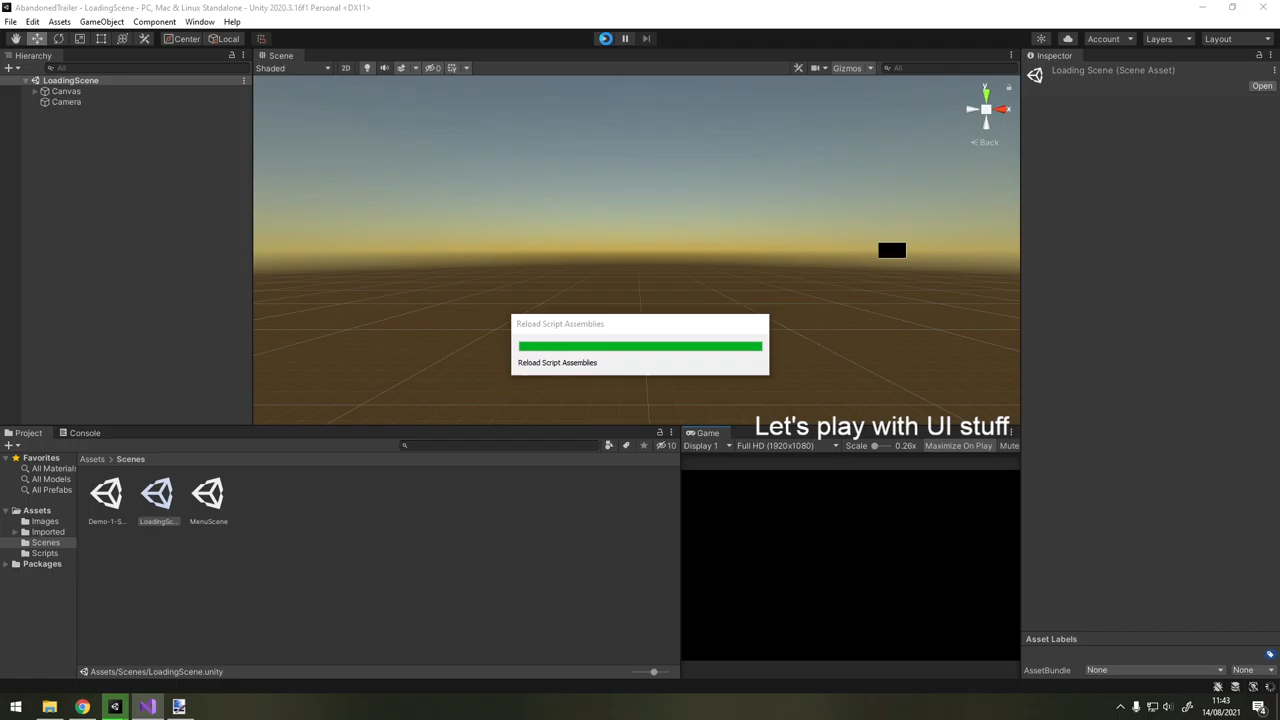 AbandonedTrailer - LoadingScene - PC, Mac & Linux Standalone - Unity 2020.3.16f1 Personal <DX11>
File Edit Assets GameObject Component Window Help
Center Local Account Layers Layout
Hierarchy Scene Inspector
All Shaded 2D 0 Gizmos All
Loading Scene (Scene Asset)
Open
LoadingScene
Canvas
Camera
y
x
Back
Reload Script Assemblies
Reload Script Assemblies
Let's play with UI stuff
Project Console Game
10 Display 1 Full HD (1920x1080) Scale 0.26x Maximize On Play Mute
Favorites
All Materials
All Models
All Prefabs
Assets
Images
Imported
Scenes
Scripts
Packages
Assets Scenes
Demo-1-S... LoadingSc... MenuScene
Assets/Scenes/LoadingScene.unity
Asset Labels
AssetBundle None None
11:43
14/08/2021
4